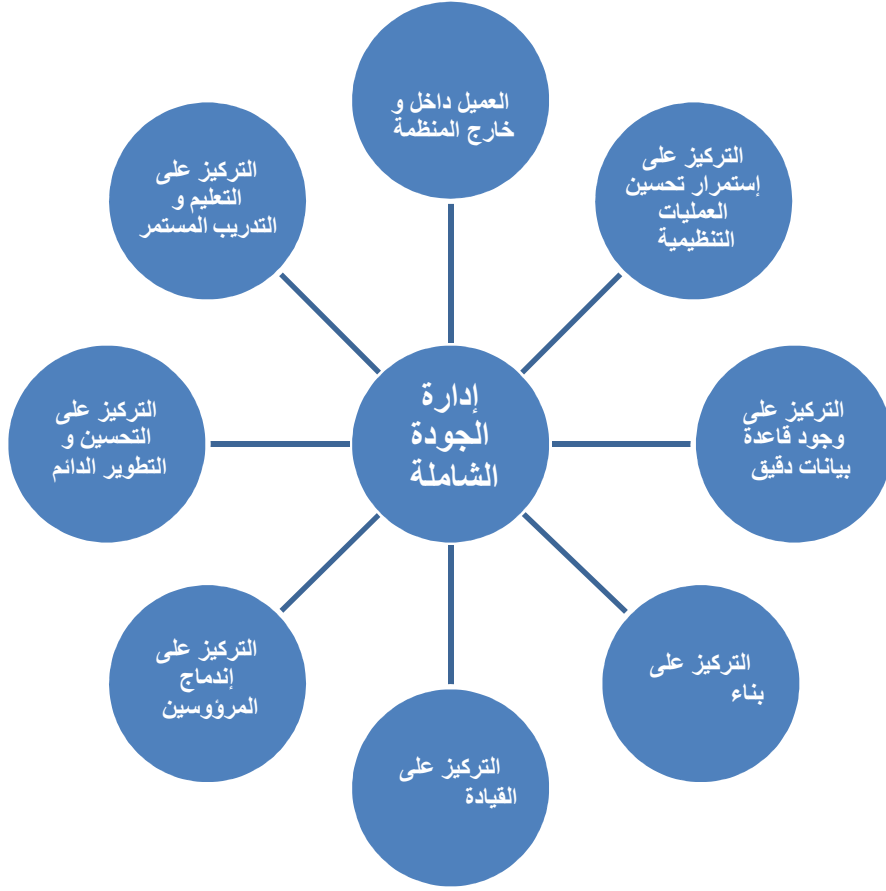 العميل داخل و
خارج المنظمة
التركيز على
إستمرار تحسين
العمليات
التنظيمية
التركيز على
وجود قاعدة
بيانات دقيق
التركيز على
بناء
التركيز على
القيادة
التركيز على
إندماج
المرؤوسين
التركيز على
التحسين و
التطوير الدائم
التركيز على
التعليم و
التدريب المستمر
إدارة
الجودة
الشاملة